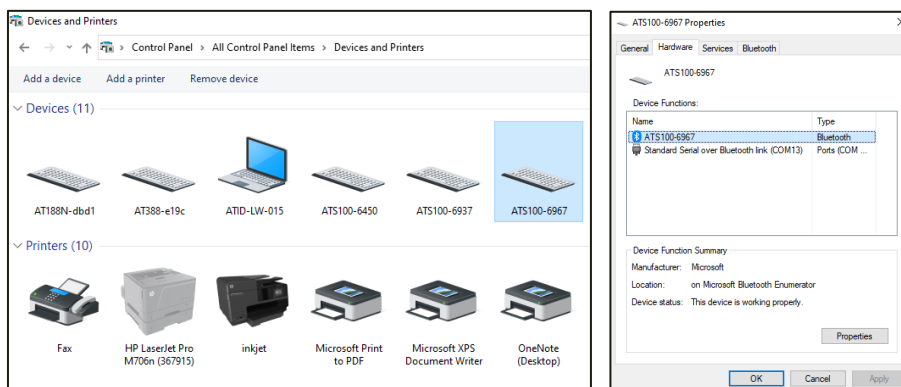 Devices and Printers
Control Panel > All Control Panel Items > Devices and Printers
Add a device Add a printer Remove device
Devices (11)
AT188N-dbd1 AT388-e19c ATID-LW-015 ATS100-6450 ATS100-6937 ATS100-6967
Printers (10)
Fax HP LaserJet Pro inkjet Microsoft Print Microsoft XPS OneNote
M706n (367915) to PDF Document Writer (Desktop)
ATS100-6967 Properties
General Hardware Services Bluetooth
ATS100-6967
Device Functions:
Name Type
ATS100-6967 Bluetooth
Standard Serial over Bluetooth link (COM13) Ports (COM ...
Device Function Summary
Manufacturer: Microsoft
Location: on Microsoft Bluetooth Enumerator
Device status: This device is working properly.
Properties
OK Cancel Apply